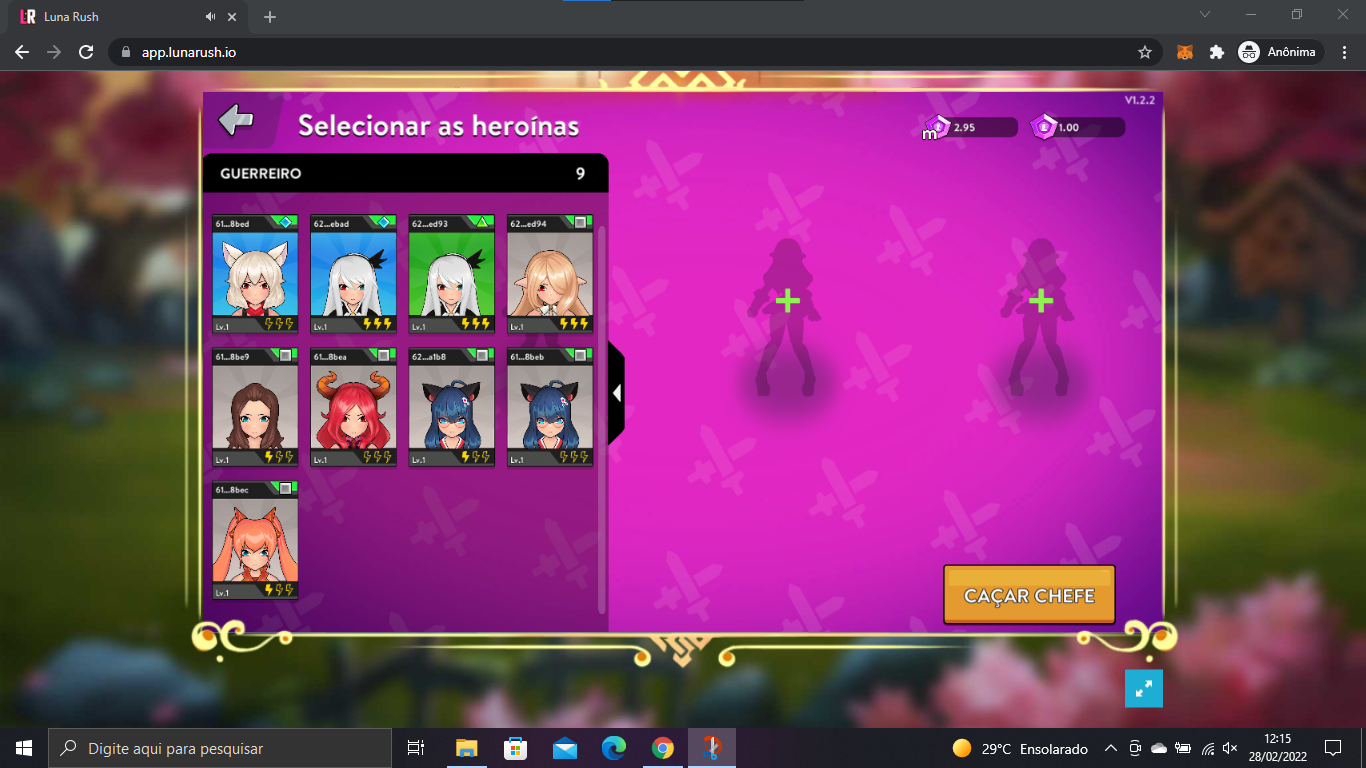 Luna Rush
app.lunarush.io
Anônima
V1.2.2
Selecionar as heroínas
m 2.95
1.00
GUERREIRO 9
61...8bed 62...ebad 62...ed93 62...ed94
Lv.1 Lv.1 Lv.1 Lv.1
61...8be9 61...8bea 62...a1b8 61...8beb
Lv.1 Lv.1 Lv.1 Lv.1
61...8bec
Lv.1
CAÇAR CHEFE
Digite aqui para pesquisar
29°C Ensolarado
12:15
28/02/2022